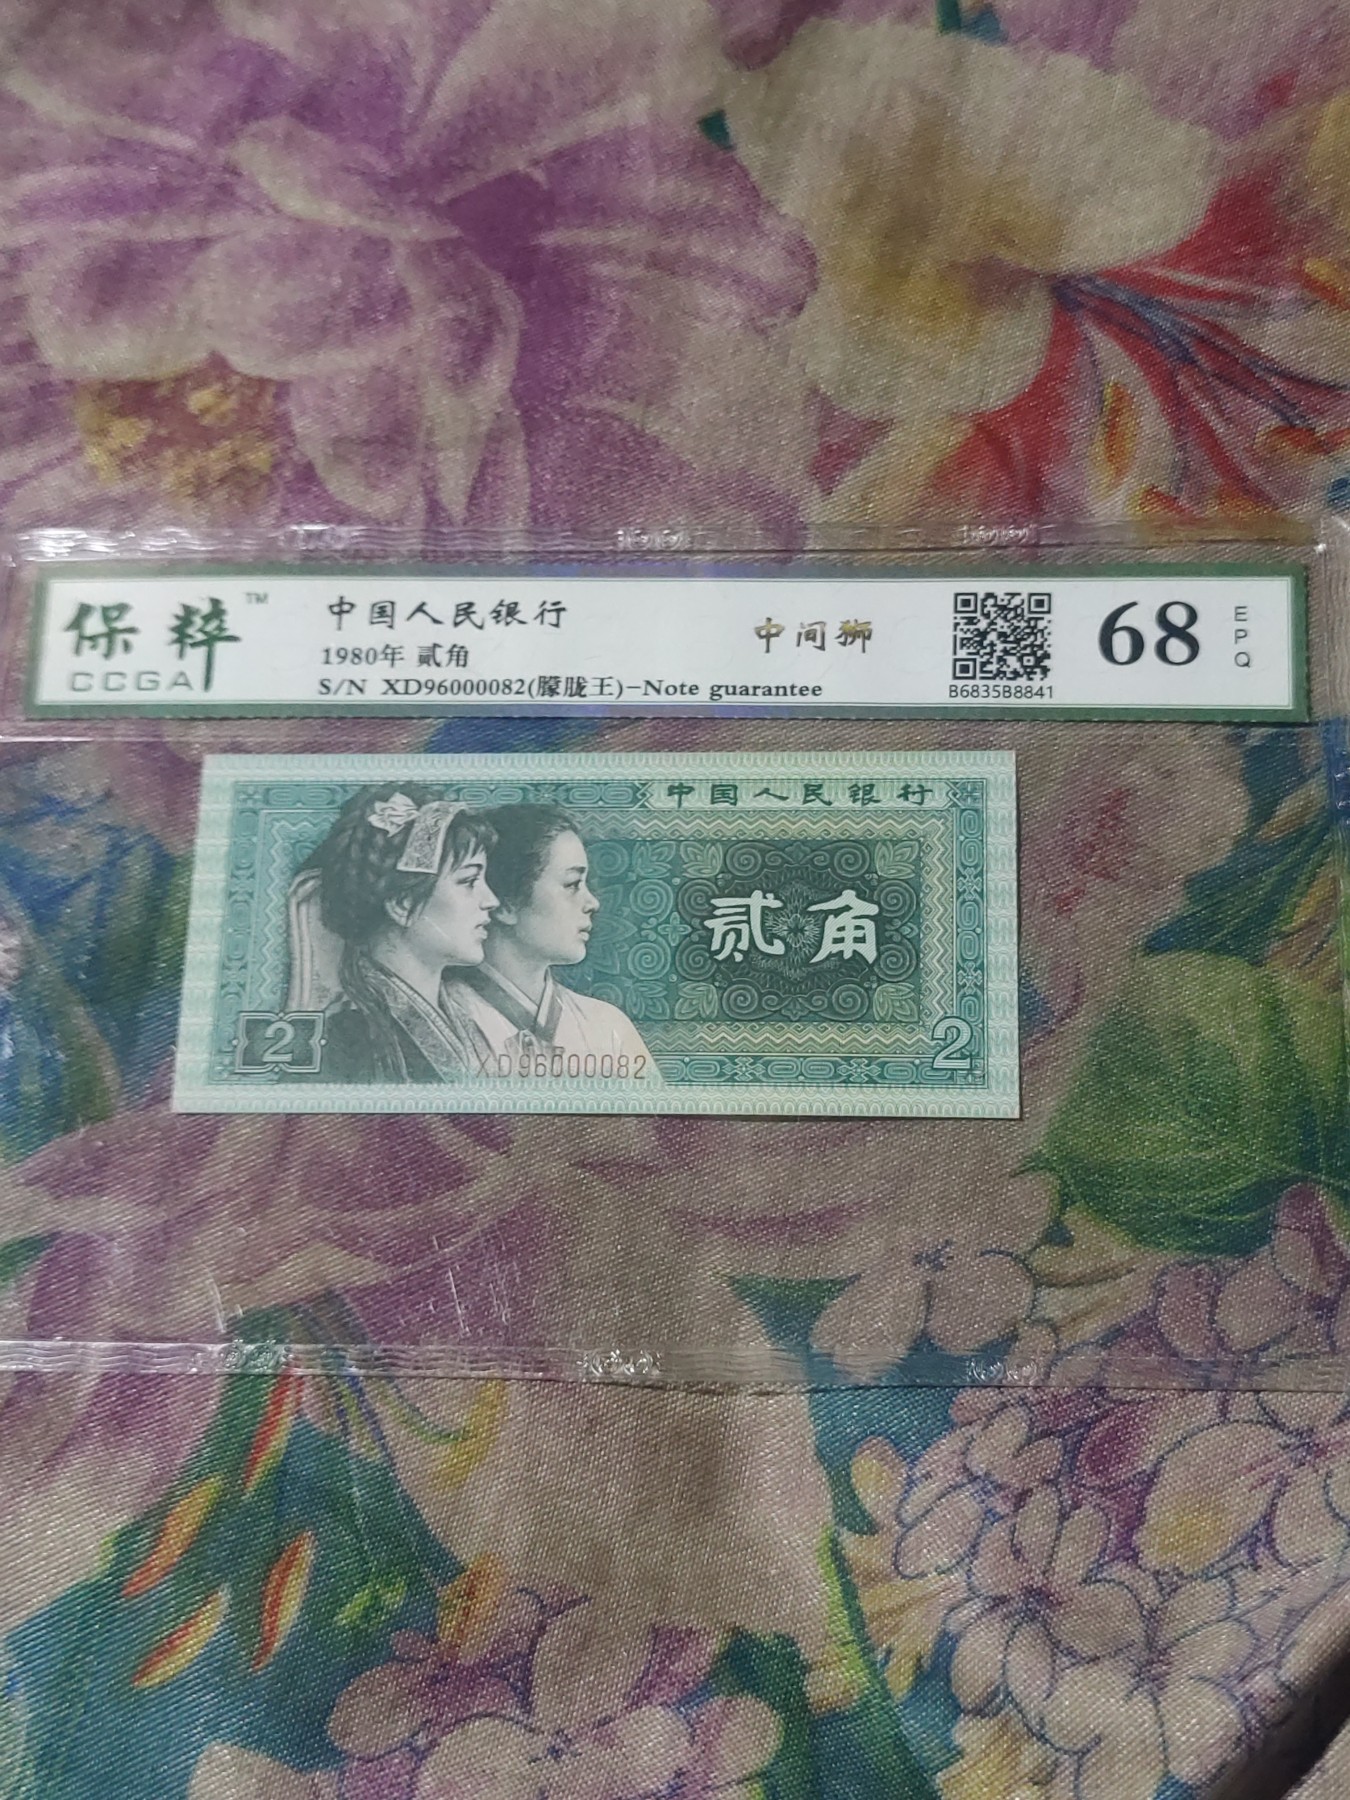 保粹™
CCGA
中国人民银行
1980年 贰角
S/N XD96000082(朦胧王)-Note guarantee
中间狮
B6835B8841
68
EPQ
中国人民银行
贰角
2
XD96000082
2